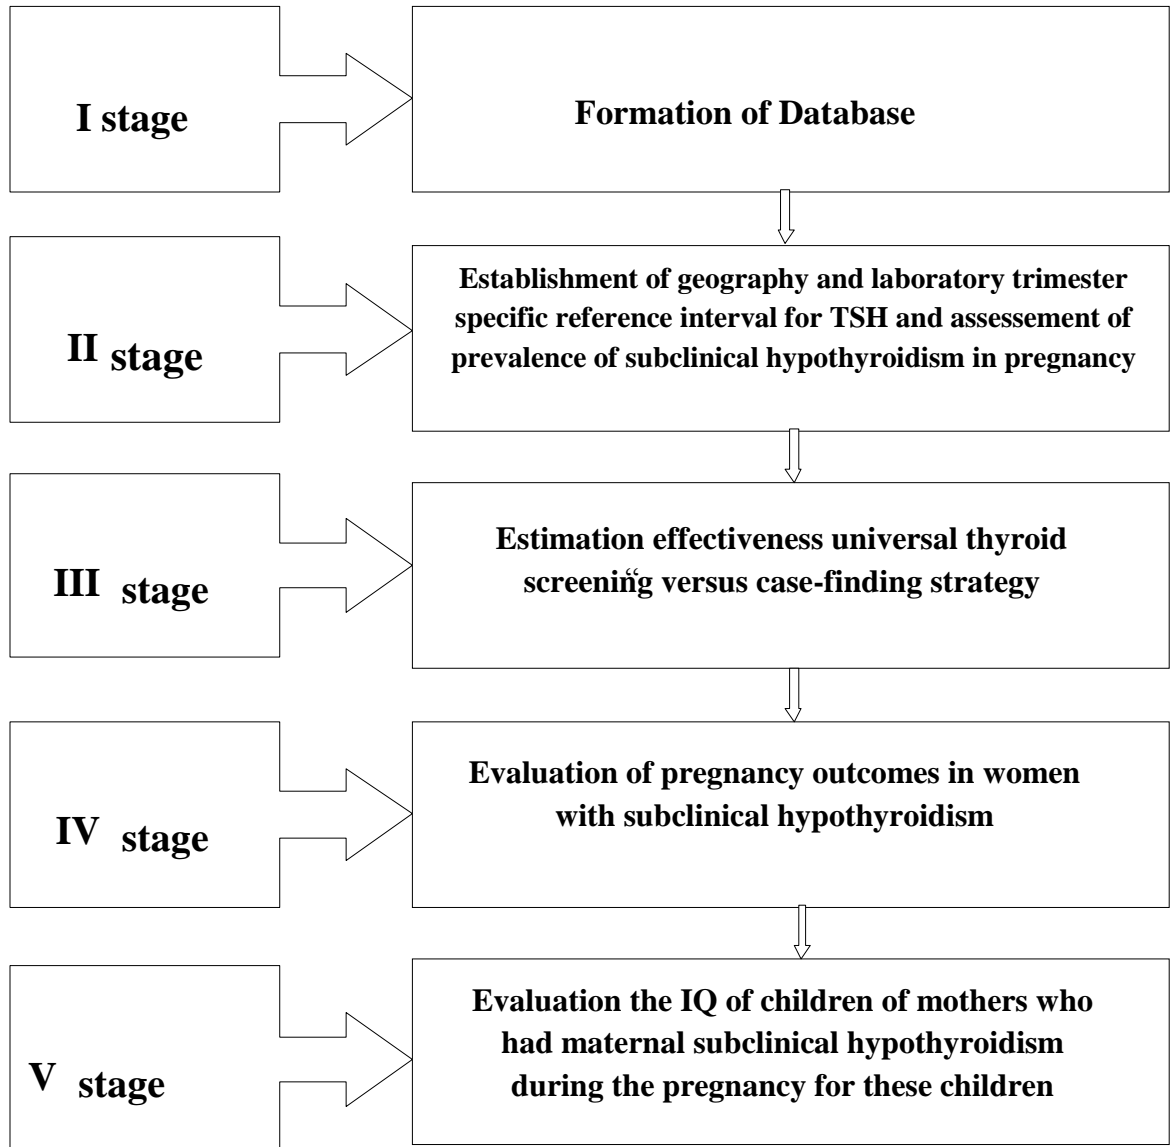 I stage
Formation of Database
II stage
Establishment of geography and laboratory trimester
specific reference interval for TSH and assessement of
prevalence of subclinical hypothyroidism in pregnancy
III stage
Estimation effectiveness universal thyroid
“
screening versus case-finding strategy
IV stage
Evaluation of pregnancy outcomes in women
with subclinical hypothyroidism
V stage
Evaluation the IQ of children of mothers who
had maternal subclinical hypothyroidism
during the pregnancy for these children